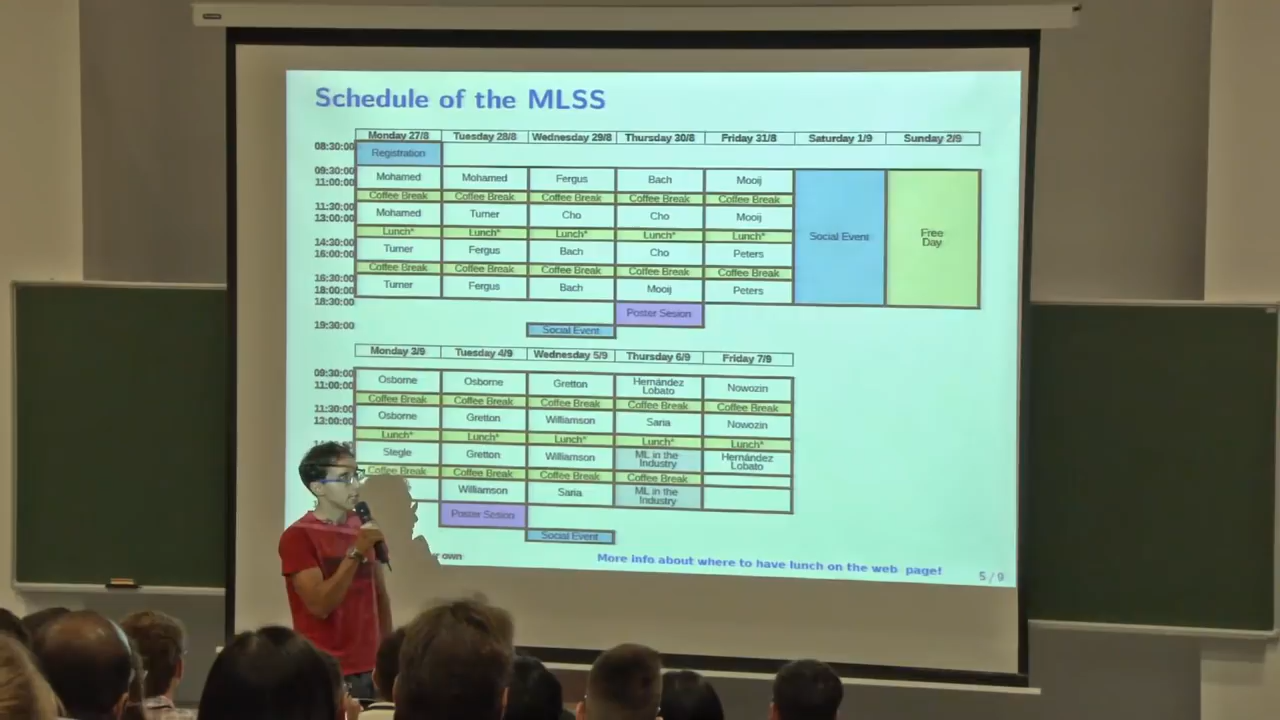 Schedule of the MLSS
Monday 27/8 Tuesday 28/8 Wednesday 29/8 Thursday 30/8 Friday 31/8 Saturday 1/9 Sunday 2/9
08:30:00 Registration
09:30:00
11:00:00 Mohamed Mohamed Fergus Bach Mooij
Coffee Break Coffee Break Coffee Break Coffee Break Coffee Break
11:30:00
13:00:00 Mohamed Turner Cho Cho Mooij
Lunch* Lunch* Lunch* Lunch* Lunch* Social Event Free Day
14:30:00
16:00:00 Turner Fergus Bach Cho Peters
Coffee Break Coffee Break Coffee Break Coffee Break Coffee Break
16:30:00
18:00:00 Turner Fergus Bach Mooij Peters
18:30:00 Poster Sesion
19:30:00 Social Event
Monday 3/9 Tuesday 4/9 Wednesday 5/9 Thursday 6/9 Friday 7/9
09:30:00
11:00:00 Osborne Osborne Gretton Hernández Lobato Nowozin
Coffee Break Coffee Break Coffee Break Coffee Break Coffee Break
11:30:00
13:00:00 Osborne Gretton Williamson Saria Nowozin
Lunch* Lunch* Lunch* Lunch* Lunch*
Stegle Gretton Williamson ML in the Industry Hernández Lobato
Coffee Break Coffee Break Coffee Break Coffee Break
Williamson Saria ML in the Industry
Poster Sesion
Social Event
own
More info about where to have lunch on the web page!
5 / 9